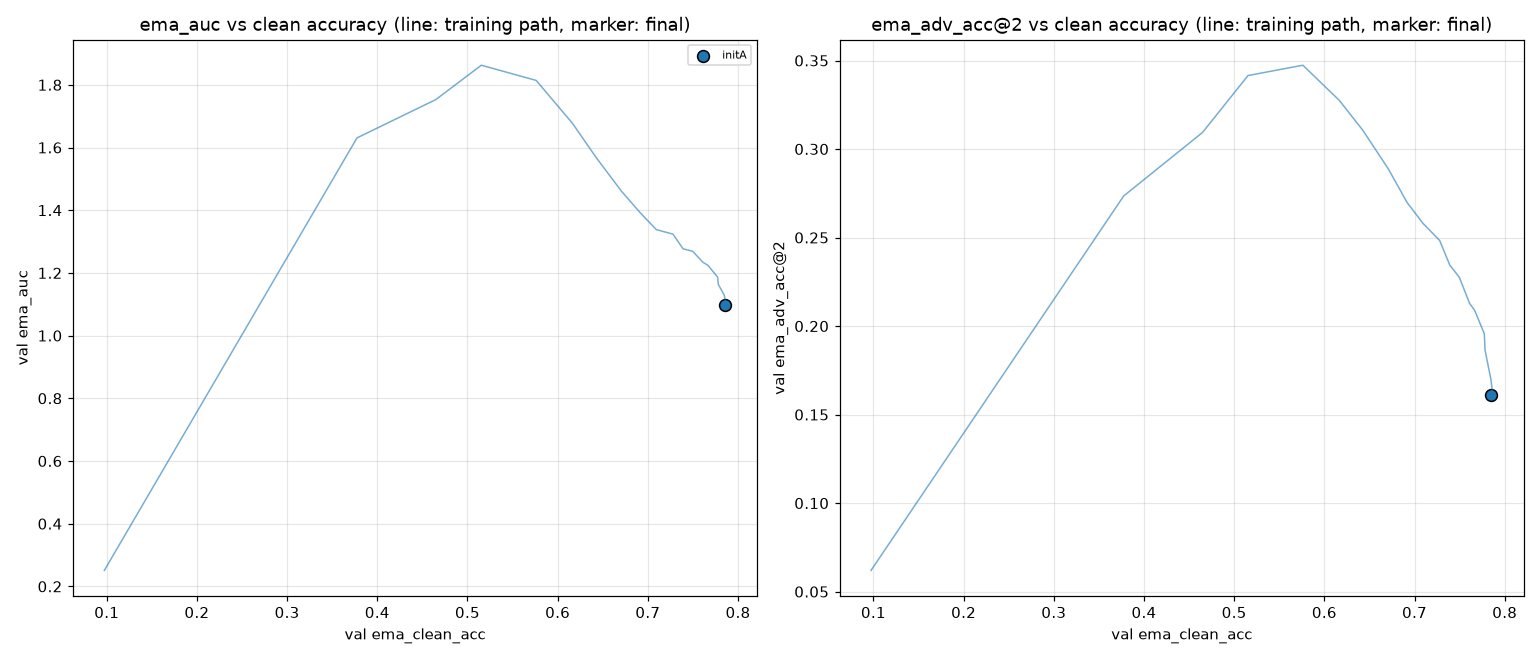 ema_auc vs clean accuracy (line: training path, marker: final)
initA
1.8
1.6
1.4
1.2
1.0
0.8
0.6
0.4
0.2
val ema_auc
0.1 0.2 0.3 0.4 0.5 0.6 0.7 0.8
val ema_clean_acc
ema_adv_acc@2 vs clean accuracy (line: training path, marker: final)
0.35
0.30
0.25
0.20
0.15
0.10
0.05
val ema_adv_acc@2
0.1 0.2 0.3 0.4 0.5 0.6 0.7 0.8
val ema_clean_acc